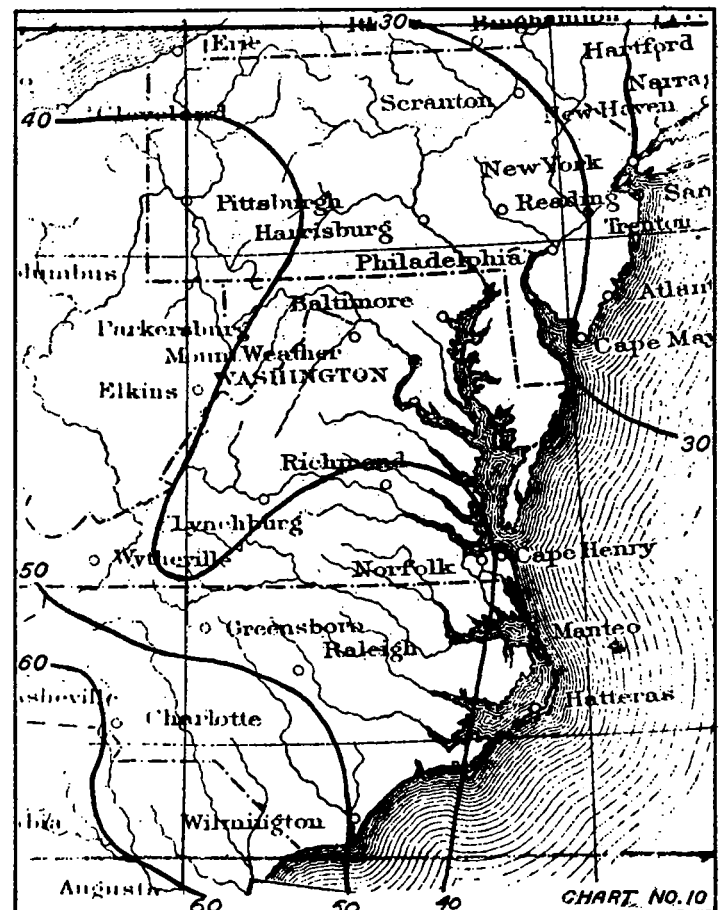 30
Erie
Hartford
Scranton
New Haven
40
New York
Pittsburgh
Reading
Harrisburg
Trenton
Philadelphia
Baltimore
Atlant
Parkersburg
Cape May
Mount Weather
WASHINGTON
Elkins
30
Richmond
Lynchburg
Wytheville
Cape Henry
50
Norfolk
Greensboro
Manteo
Raleigh
60
Hatteras
Charlotte
Wilmington
Augusta
60
50
40
CHART NO.10